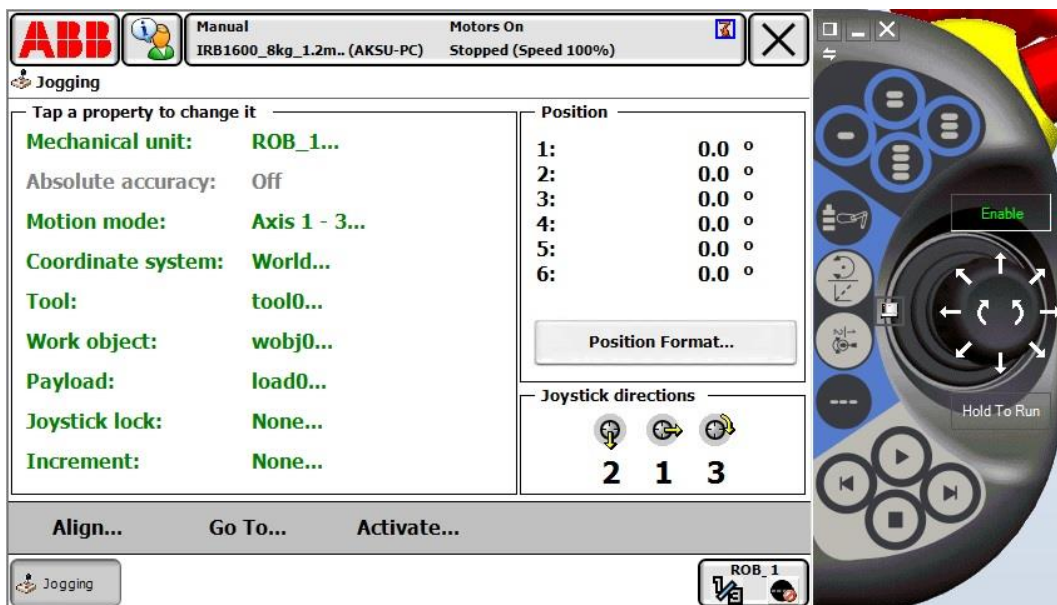 ABB
Manual Motors On
IRB1600_8kg_1.2m.. (AKSU-PC) Stopped (Speed 100%)
Jogging
Tap a property to change it
Mechanical unit: ROB_1...
Absolute accuracy: Off
Motion mode: Axis 1 - 3...
Coordinate system: World...
Tool: tool0...
Work object: wobj0...
Payload: load0...
Joystick lock: None...
Increment: None...
Position
1: 0.0 º
2: 0.0 º
3: 0.0 º
4: 0.0 º
5: 0.0 º
6: 0.0 º
Position Format...
Joystick directions
2 1 3
Align... Go To... Activate...
Jogging
ROB_1
1/3
Enable
Hold To Run